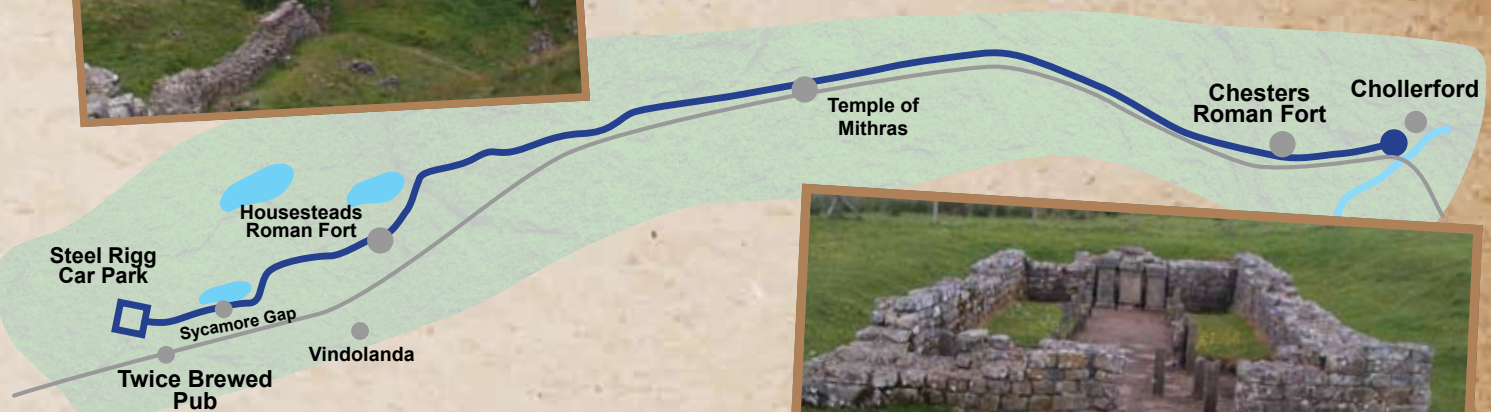 Steel Rigg
Car Park
Sycamore Gap
Twice Brewed
Pub
Housesteads
Roman Fort
Vindolanda
Temple of
Mithras
Chesters
Roman Fort
Chollerford